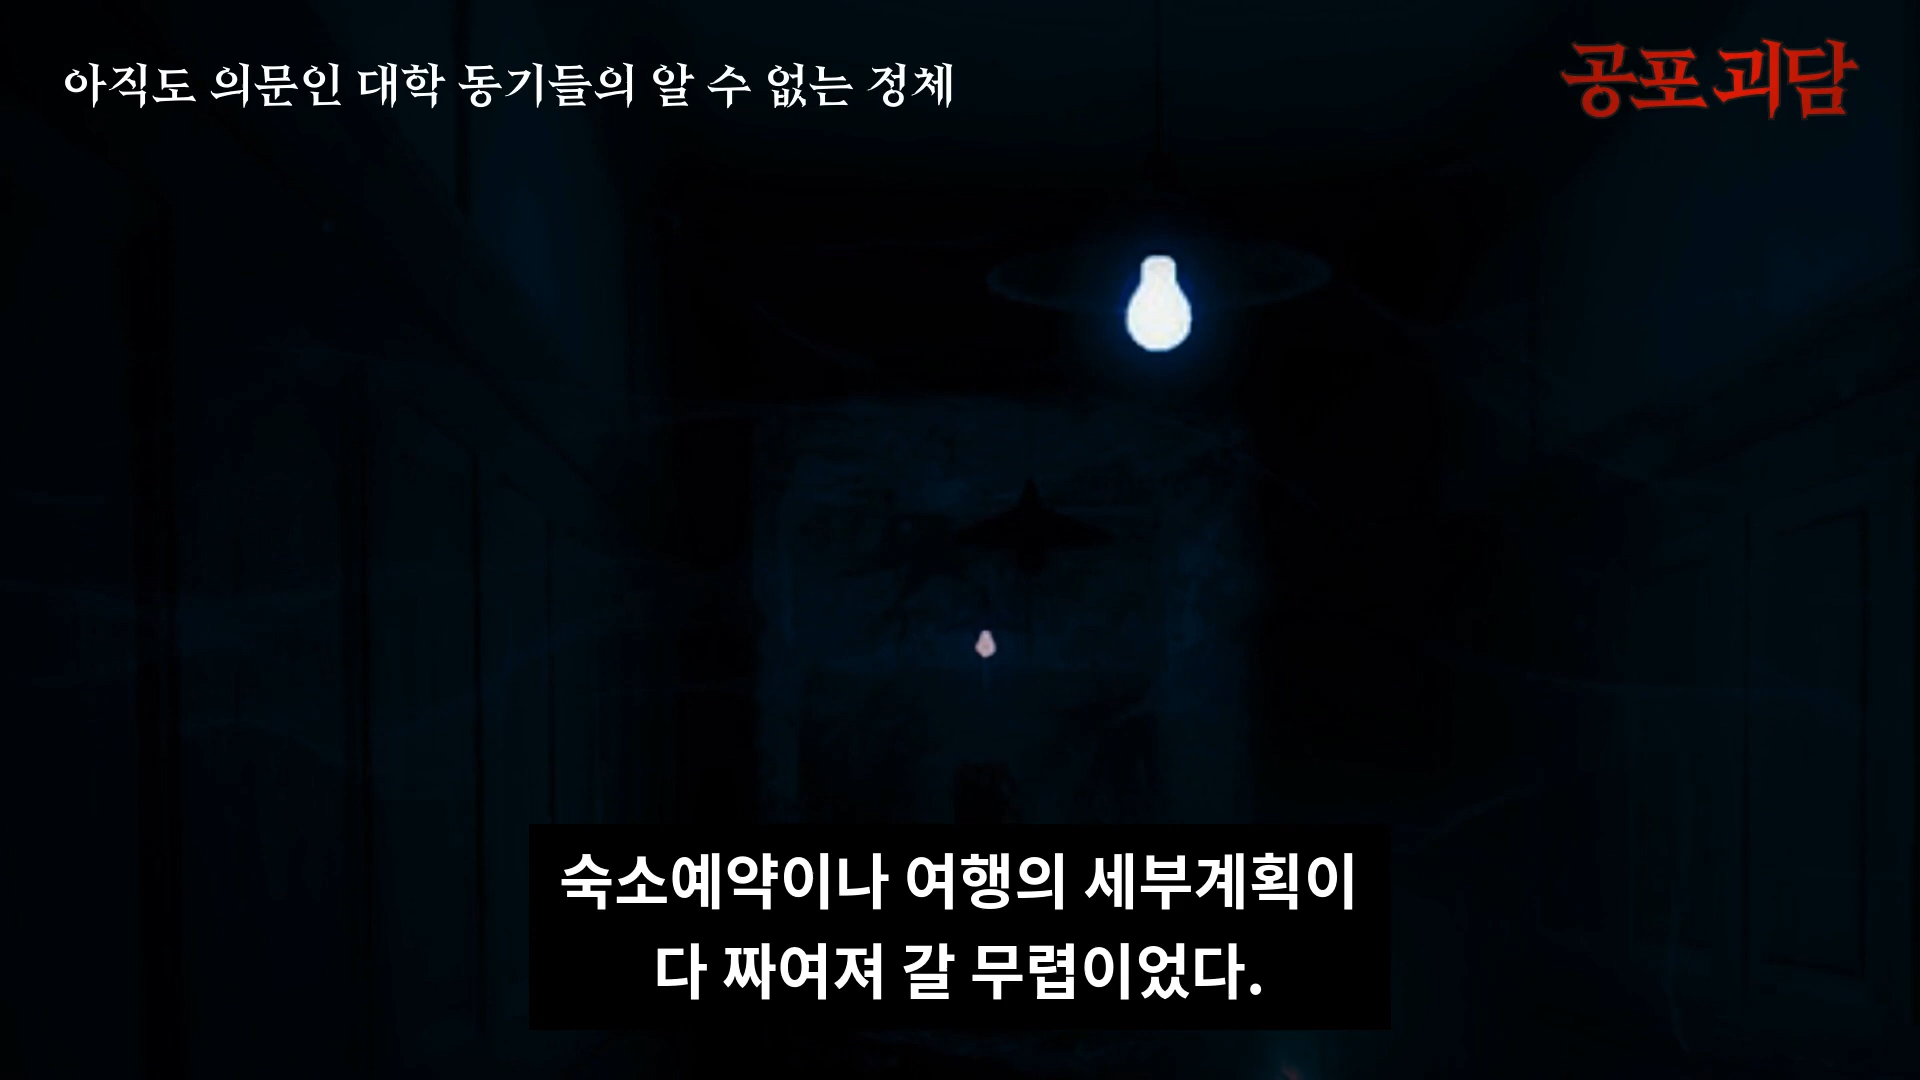 아직도 의문인 대학 동기들의 알 수 없는 정체
공포 괴담
숙소예약이나 여행의 세부계획이
다 짜여져 갈 무렵이었다.